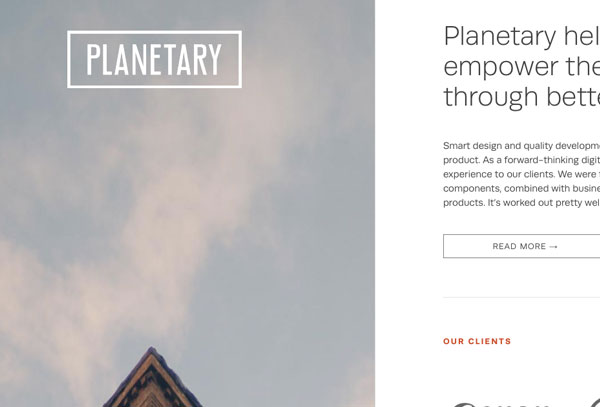 PLANETARY
Planetary hel
empower the
through bette
Smart design and quality developme
product. As a forward-thinking digit
experience to our clients. We were
components, combined with busine
products. It's worked out pretty wel
READ MORE →
OUR CLIENTS